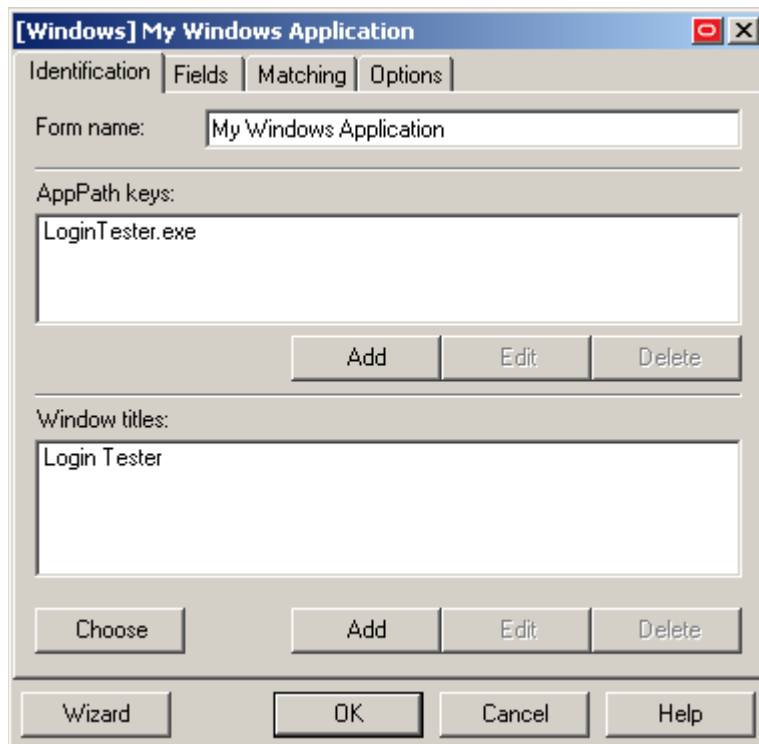 [Windows] My Windows Application
Identification Fields Matching Options
Form name: My Windows Application
AppPath keys:
LoginTester.exe
Add Edit Delete
Window titles:
Login Tester
Choose Add Edit Delete
Wizard OK Cancel Help